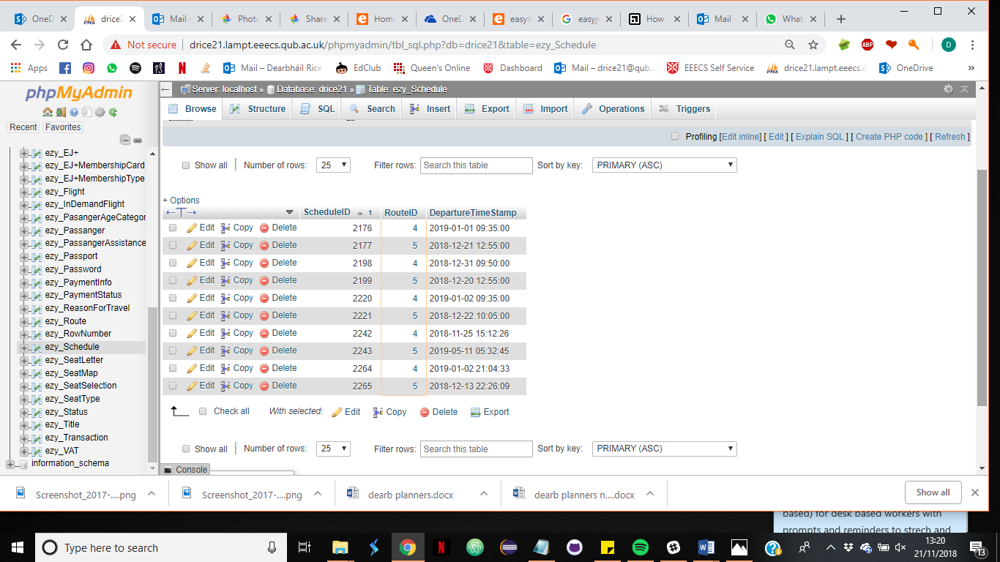 OneD drice2 Mail - Photo Share Home OneD easyJ easyje How Mail - What
Not secure drice21.lampt.eeecs.qub.ac.uk/phpmyadmin/tbl_sql.php?db=drice21&table=ezy_Schedule ABP D
Apps Mail – Dearbháil Rice EdClub Queen's Online Dashboard Mail – drice21@qub. EEECS Self Service drice21.lampt.eeecs. OneDrive »
phpMyAdmin
Recent Favorites
ezy_EJ+
ezy_EJ+MembershipCard
ezy_EJ+MembershipType
ezy_Flight
ezy_InDemandFlight
ezy_PasangerAgeCategor
ezy_Passanger
ezy_PassangerAssistance
ezy_Passport
ezy_Password
ezy_PaymentInfo
ezy_PaymentStatus
ezy_ReasonForTravel
ezy_Route
ezy_RowNumber
ezy_Schedule
ezy_SeatLetter
ezy_SeatMap
ezy_SeatSelection
ezy_SeatType
ezy_Status
ezy_Title
ezy_Transaction
ezy_VAT
information_schema
Server: localhost » Database: drice21 » Table: ezy_Schedule
Browse Structure SQL Search Insert Export Import Operations Triggers
Profiling [Edit inline] [ Edit ] [ Explain SQL ] [ Create PHP code ] [ Refresh ]
Show all Number of rows: 25 Filter rows: Search this table Sort by key: PRIMARY (ASC)
+ Options
←T→ ScheduleID 1 RouteID DepartureTimeStamp
Edit Copy Delete 2176 4 2019-01-01 09:35:00
Edit Copy Delete 2177 5 2018-12-21 12:55:00
Edit Copy Delete 2198 4 2018-12-31 09:50:00
Edit Copy Delete 2199 5 2018-12-20 12:55:00
Edit Copy Delete 2220 4 2019-01-02 09:35:00
Edit Copy Delete 2221 5 2018-12-22 10:05:00
Edit Copy Delete 2242 4 2018-11-25 15:12:26
Edit Copy Delete 2243 5 2019-05-11 05:32:45
Edit Copy Delete 2264 4 2019-01-02 21:04:33
Edit Copy Delete 2265 5 2018-12-13 22:26:09
Check all With selected: Edit Copy Delete Export
Show all Number of rows: 25 Filter rows: Search this table Sort by key: PRIMARY (ASC)
Console
Screenshot_2017-....png Screenshot_2017-....png dearb planners.docx dearb planners n....docx Show all
based) for desk based workers with
prompts and reminders to strech and
Type here to search
13:20
21/11/2018
13